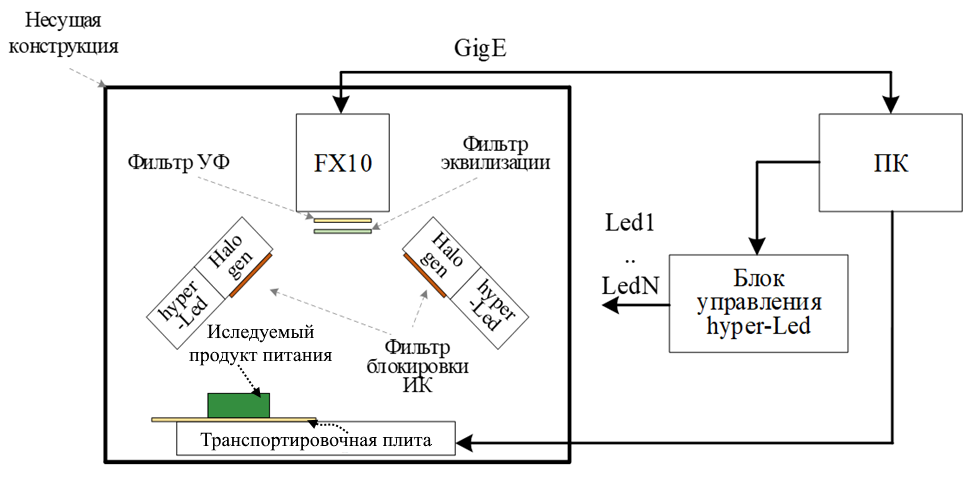 Несущая
конструкция
GigE
FX10
ПК
Фильтр УФ
Фильтр
эквилизации
Halo
gen
hyper
-Led
Halo
gen
hyper
-Led
Led1
..
LedN
Блок
управления
hyper-Led
Иследуемый
продукт питания
Фильтр
блокировки
ИК
Транспортировочная плита